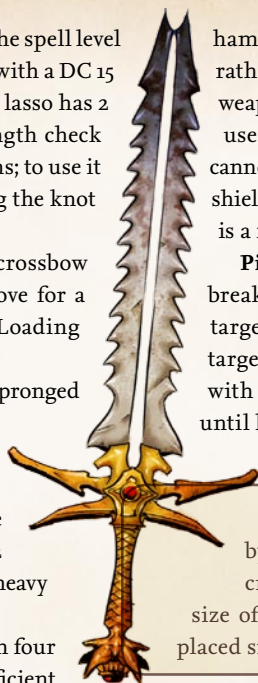 he spell level
with a DC 15
lasso has 2
ngth check
ns; to use it
g the knot
crossbow
ove for a
Loading
pronged
e
heavy
n four
ficient
ham
rath
weap
use
canno
shiel
is a
Pi
break
targe
targe
with
until
b
cr
size of
placed si